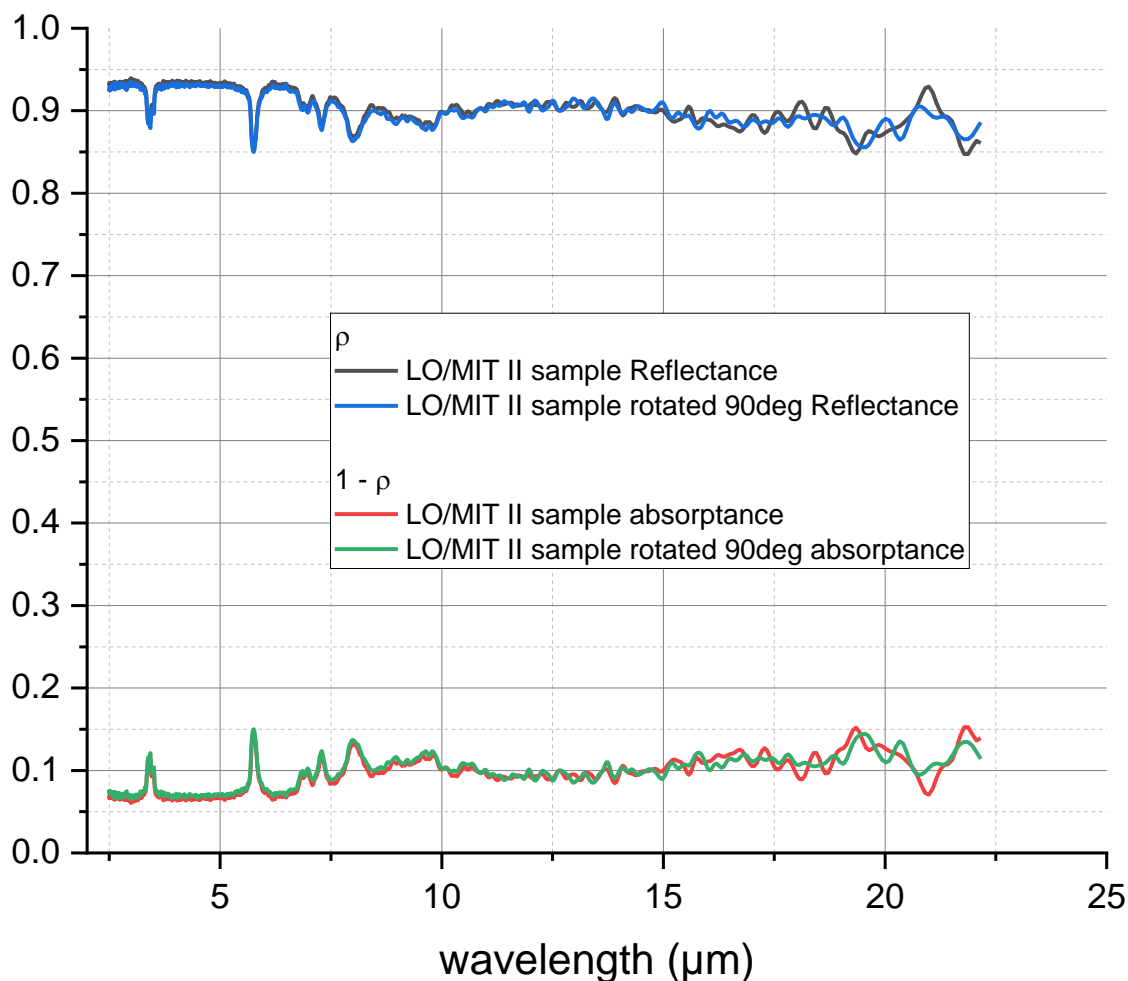 1.0
0.9
0.8
0.7
0.6
0.5
0.4
0.3
0.2
0.1
0.0
ρ
LO/MIT II sample Reflectance
LO/MIT II sample rotated 90deg Reflectance
1 - ρ
LO/MIT II sample absorptance
LO/MIT II sample rotated 90deg absorptance
5 10 15 20 25
wavelength (µm)